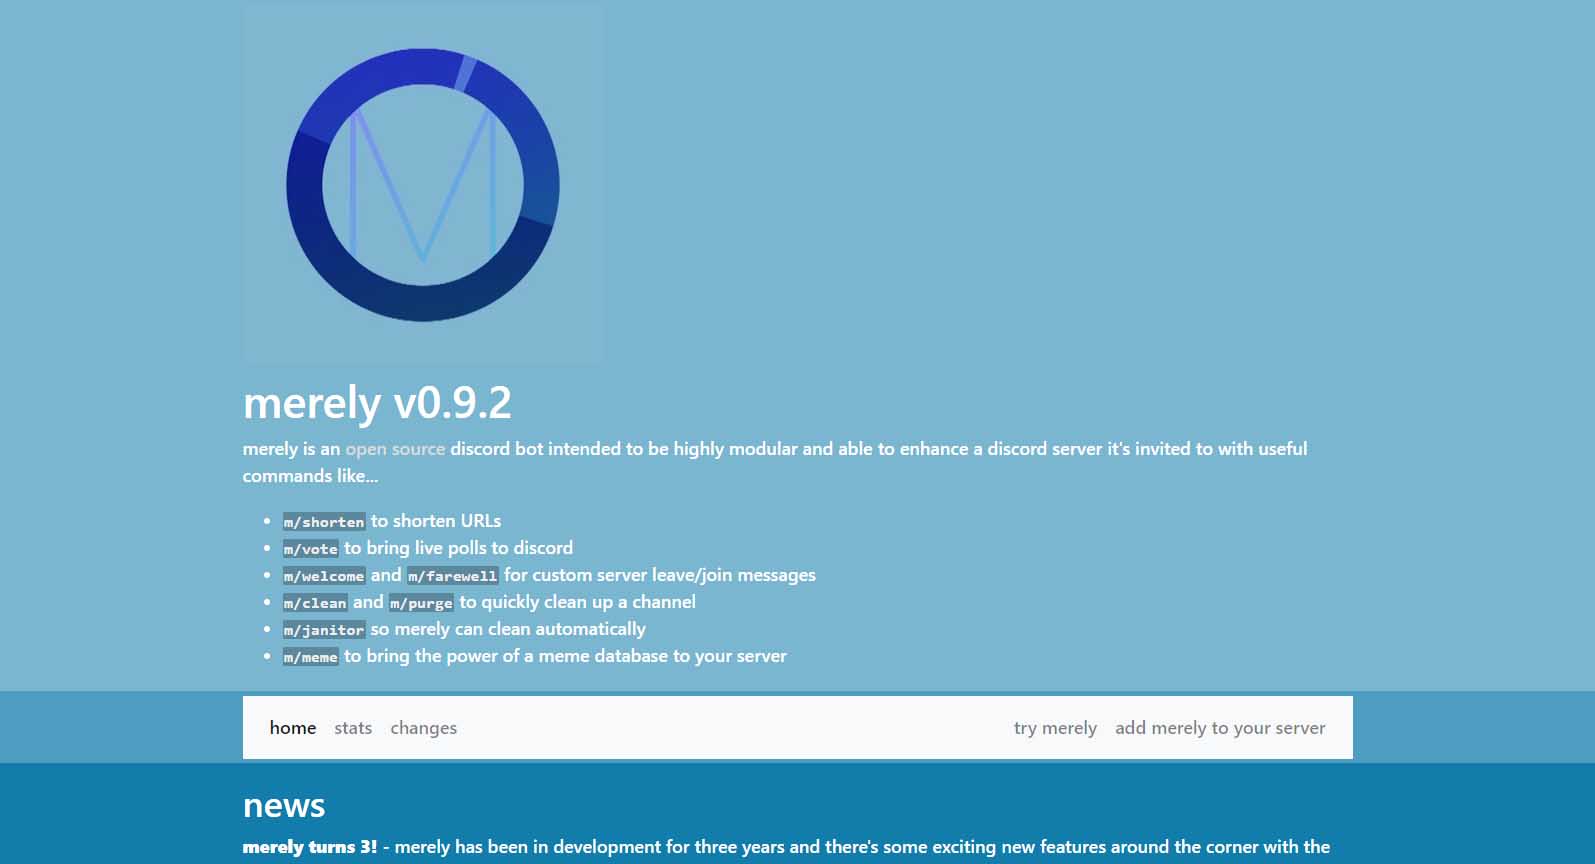 M
merely v0.9.2
merely is an open source discord bot intended to be highly modular and able to enhance a discord server it's invited to with useful
commands like...
• m/shorten to shorten URLs
• m/vote to bring live polls to discord
• m/welcome and m/farewell for custom server leave/join messages
• m/clean and m/purge to quickly clean up a channel
• m/janitor so merely can clean automatically
• m/meme to bring the power of a meme database to your server
home stats changes try merely add merely to your server
news
merely turns 3! - merely has been in development for three years and there's some exciting new features around the corner with the